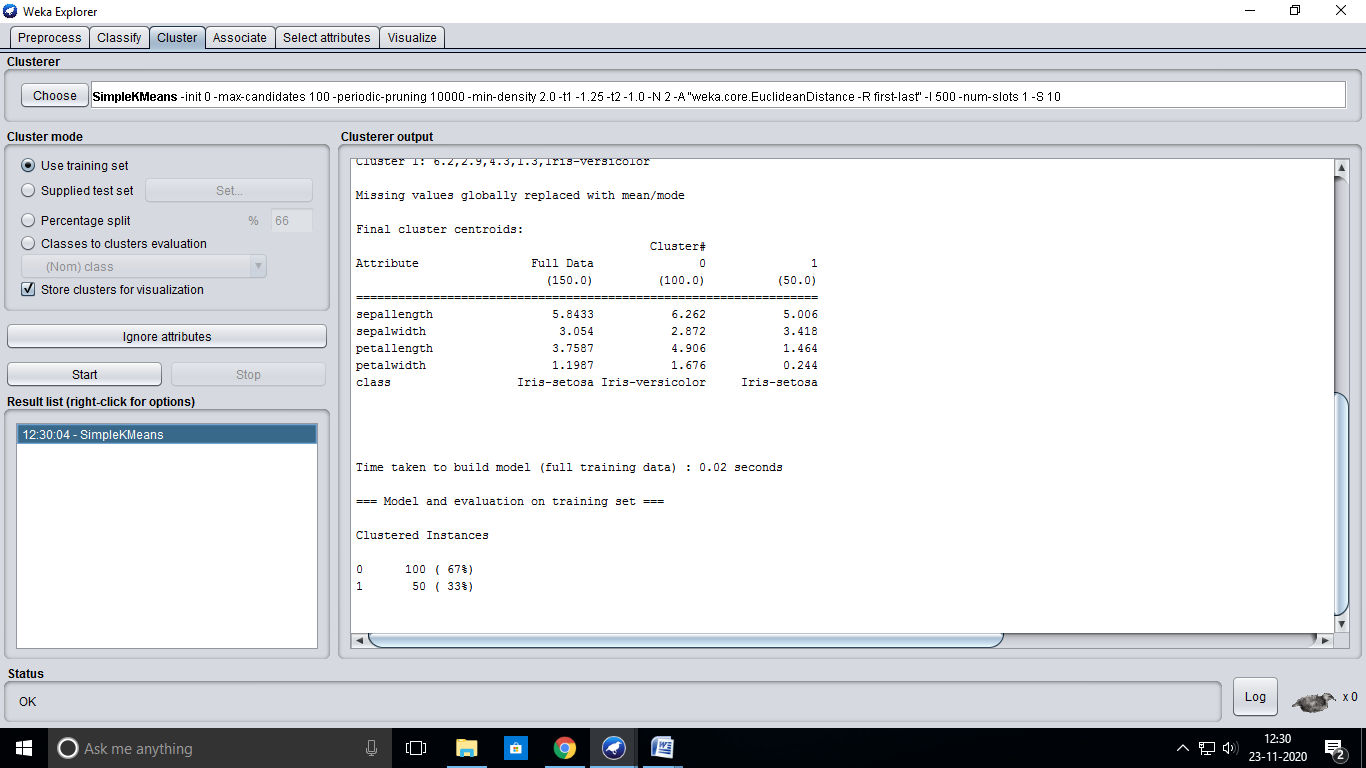 Weka Explorer
Preprocess Classify Cluster Associate Select attributes Visualize
Clusterer
Choose SimpleKMeans -init 0 -max-candidates 100 -periodic-pruning 10000 -min-density 2.0 -t1 -1.25 -t2 -1.0 -N 2 -A "weka.core.EuclideanDistance -R first-last" -I 500 -num-slots 1 -S 10
Cluster mode
Use training set
Supplied test set Set...
Percentage split % 66
Classes to clusters evaluation
(Nom) class
Store clusters for visualization
Ignore attributes
Start Stop
Result list (right-click for options)
12:30:04 - SimpleKMeans
Clusterer output
Cluster 1: 6.2,2.9,4.3,1.3,Iris-versicolor
Missing values globally replaced with mean/mode
Final cluster centroids:
Cluster#
Attribute Full Data 0 1
(150.0) (100.0) (50.0)
==================================================================
sepallength 5.8433 6.262 5.006
sepalwidth 3.054 2.872 3.418
petallength 3.7587 4.906 1.464
petalwidth 1.1987 1.676 0.244
class Iris-setosa Iris-versicolor Iris-setosa
Time taken to build model (full training data) : 0.02 seconds
=== Model and evaluation on training set ===
Clustered Instances
0 100 ( 67%)
1 50 ( 33%)
Status
OK
Log x 0
Ask me anything
12:30
23-11-2020
2